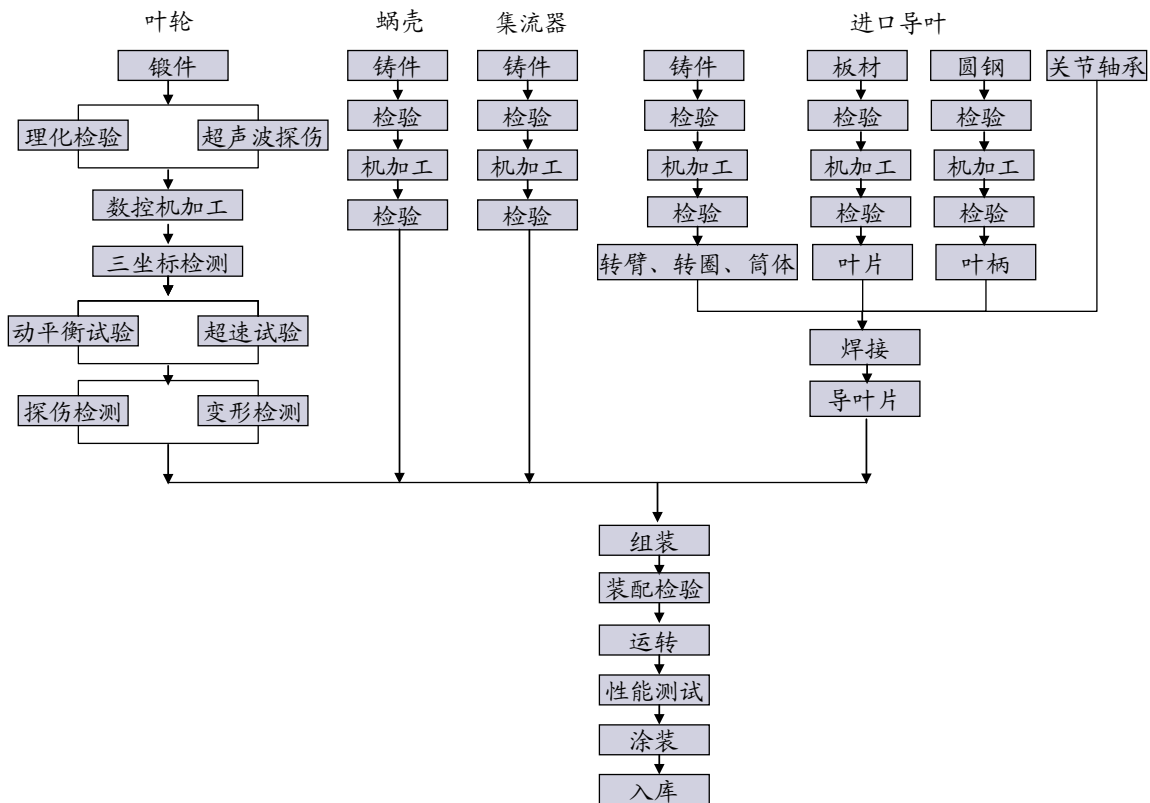 叶轮
蜗壳
集流器
进口导叶
锻件
铸件
铸件
铸件
板材
圆钢
关节轴承
理化检验
超声波探伤
检验
检验
检验
检验
检验
数控机加工
机加工
机加工
机加工
机加工
机加工
三坐标检测
检验
检验
检验
检验
检验
转臂、转圈、筒体
叶片
叶柄
动平衡试验
超速试验
焊接
探伤检测
变形检测
导叶片
组装
装配检验
运转
性能测试
涂装
入库